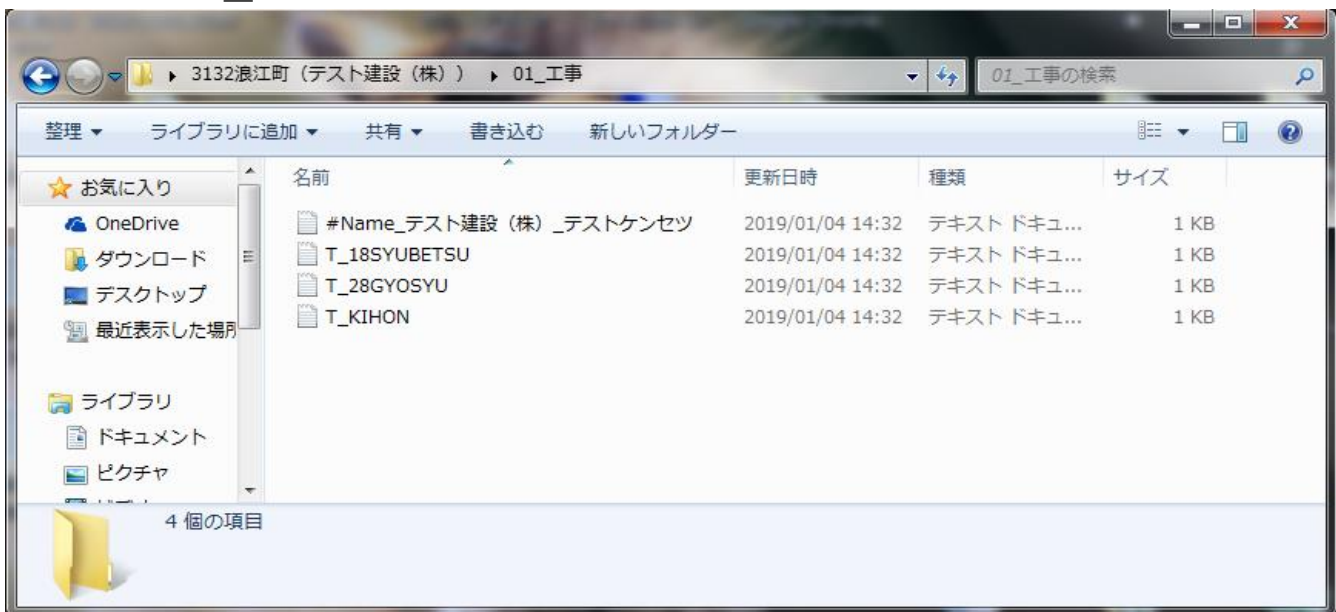 3132浪江町（テスト建設（株）） ▸ 01_工事
01_工事の検索
整理 ライブラリに追加 共有 書き込む 新しいフォルダー
名前 更新日時 種類 サイズ
#Name_テスト建設（株）_テストケンセツ 2019/01/04 14:32 テキスト ドキュ... 1 KB
T_18SYUBETSU 2019/01/04 14:32 テキスト ドキュ... 1 KB
T_28GYOSYU 2019/01/04 14:32 テキスト ドキュ... 1 KB
T_KIHON 2019/01/04 14:32 テキスト ドキュ... 1 KB
お気に入り
OneDrive
ダウンロード
デスクトップ
最近表示した場所
ライブラリ
ドキュメント
ピクチャ
4 個の項目